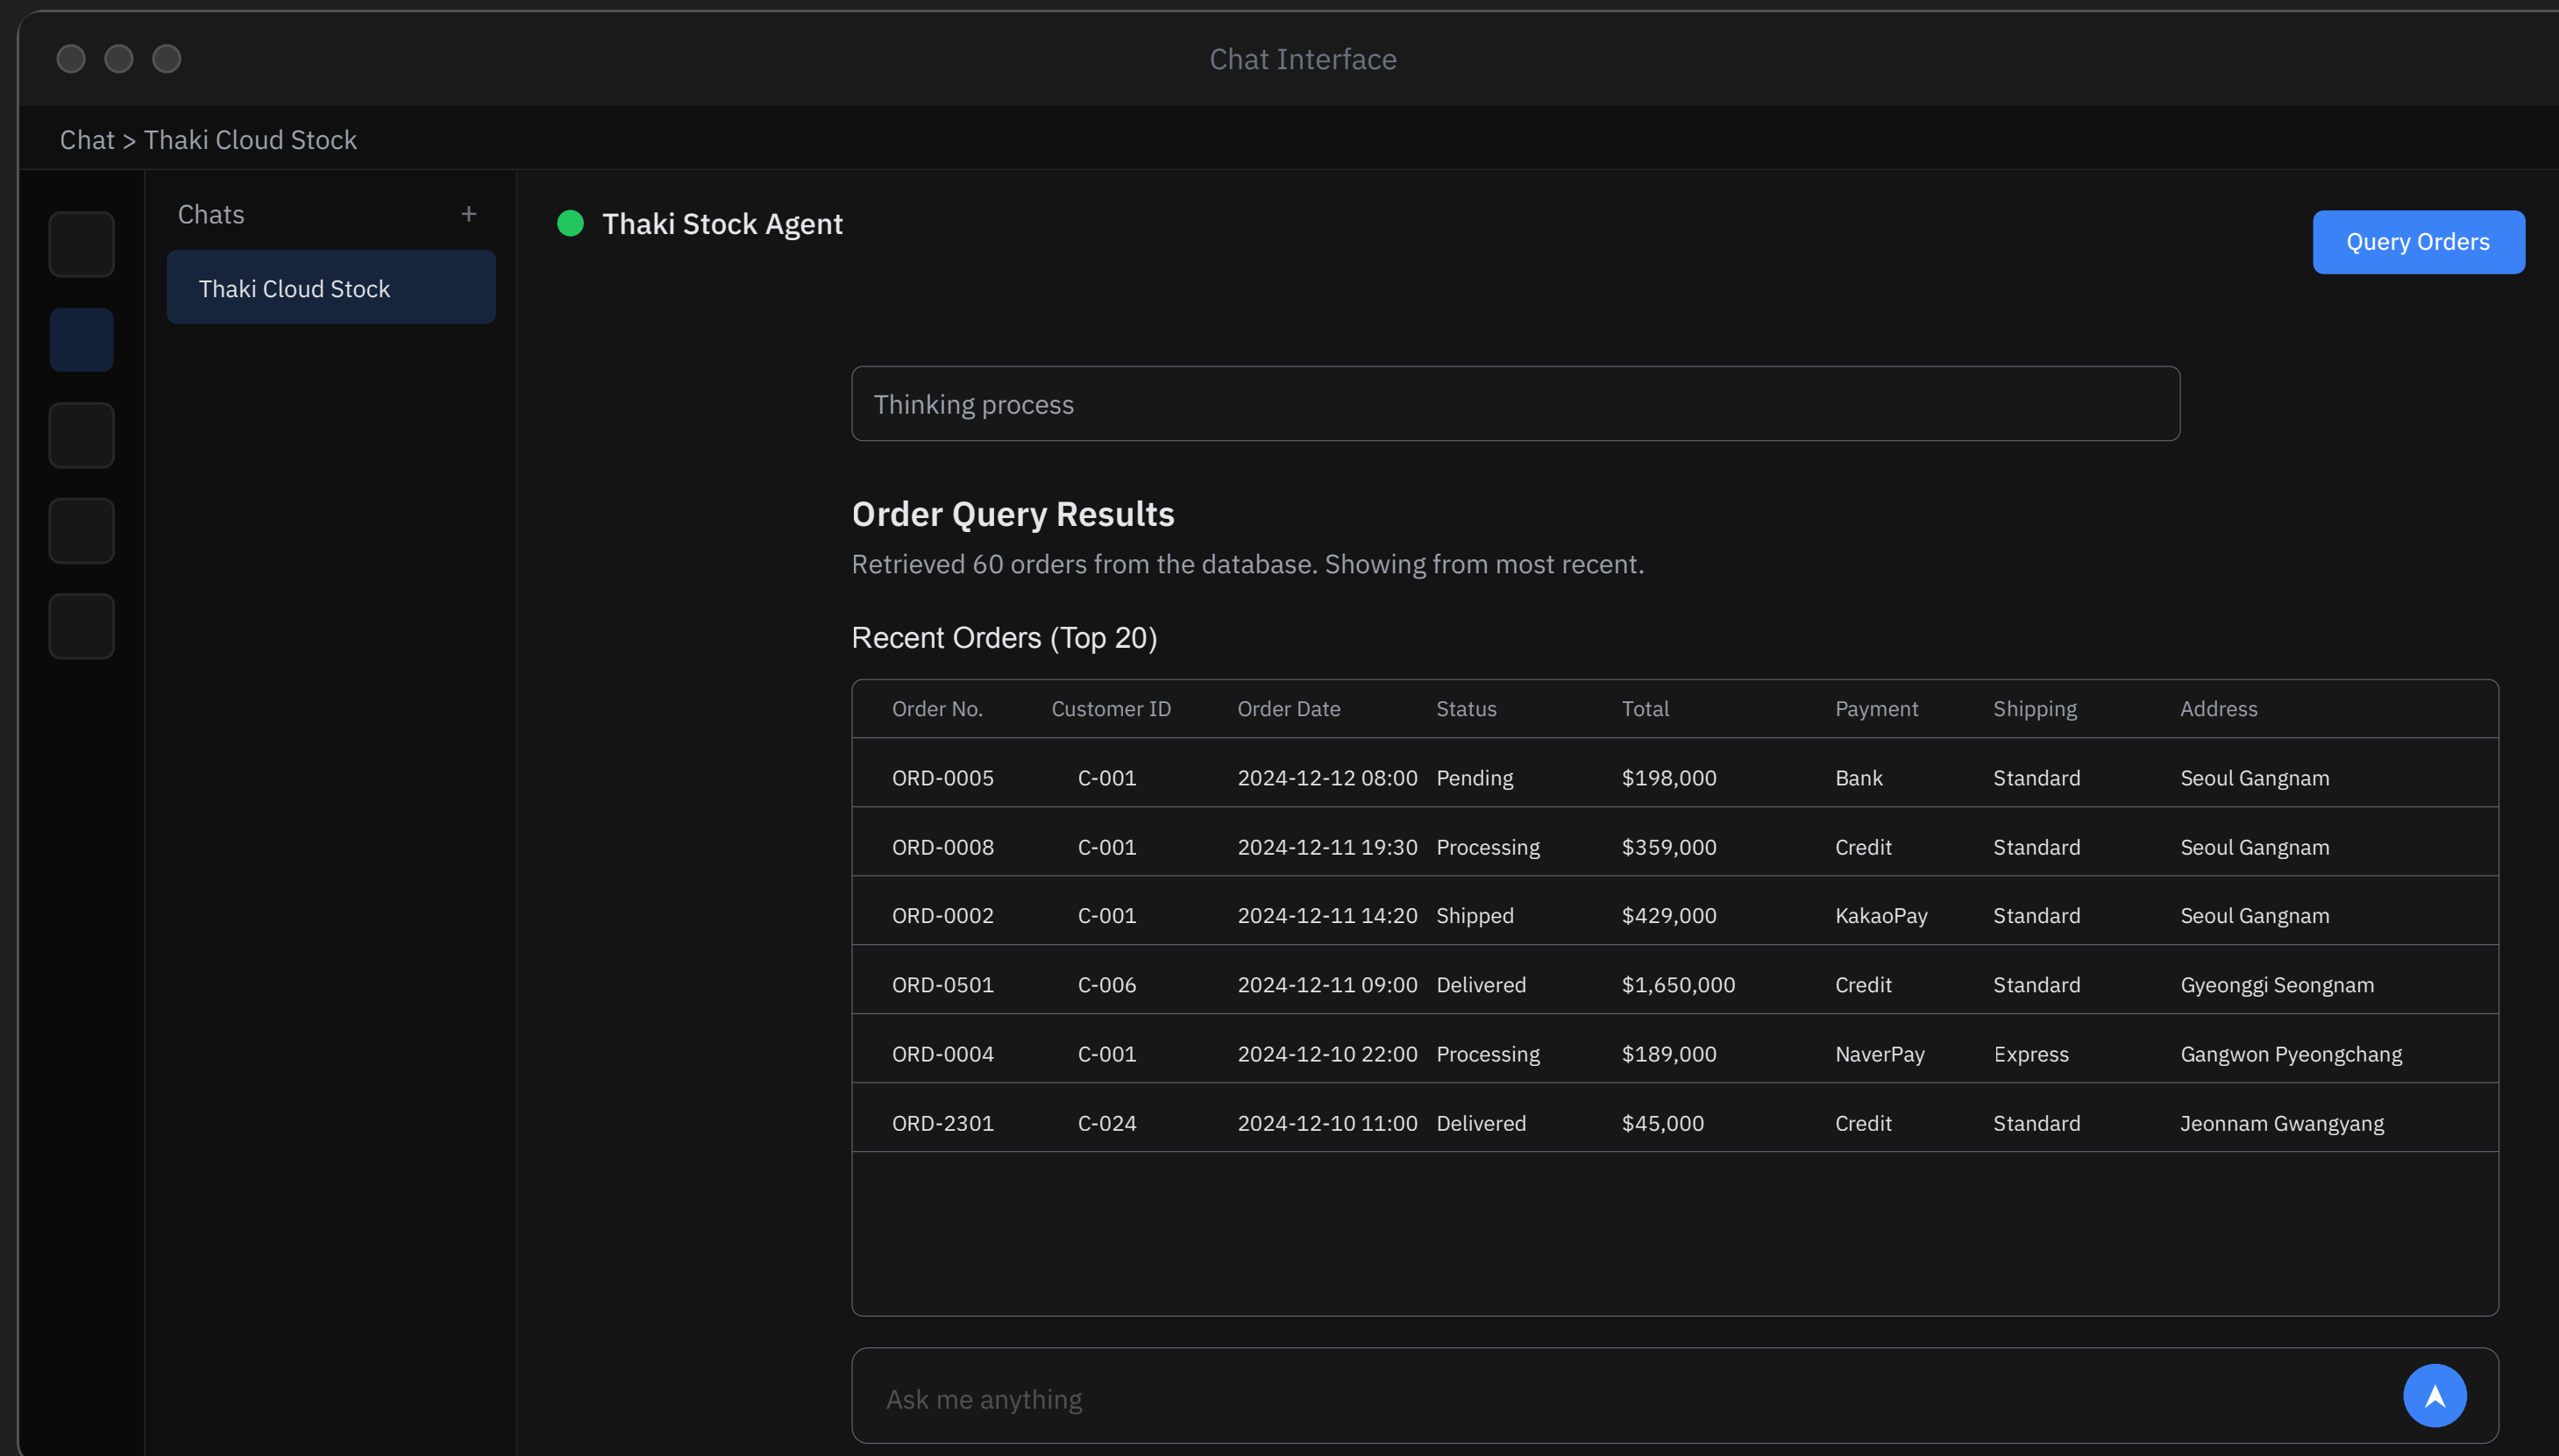 Chat Interface
Chat > Thaki Cloud Stock
Chats +
Thaki Cloud Stock
Thaki Stock Agent
Query Orders
Thinking process
Order Query Results
Retrieved 60 orders from the database. Showing from most recent.
Recent Orders (Top 20)
Order No. Customer ID Order Date Status Total Payment Shipping Address
ORD-0005 C-001 2024-12-12 08:00 Pending $198,000 Bank Standard Seoul Gangnam
ORD-0008 C-001 2024-12-11 19:30 Processing $359,000 Credit Standard Seoul Gangnam
ORD-0002 C-001 2024-12-11 14:20 Shipped $429,000 KakaoPay Standard Seoul Gangnam
ORD-0501 C-006 2024-12-11 09:00 Delivered $1,650,000 Credit Standard Gyeonggi Seongnam
ORD-0004 C-001 2024-12-10 22:00 Processing $189,000 NaverPay Express Gangwon Pyeongchang
ORD-2301 C-024 2024-12-10 11:00 Delivered $45,000 Credit Standard Jeonnam Gwangyang
Ask me anything